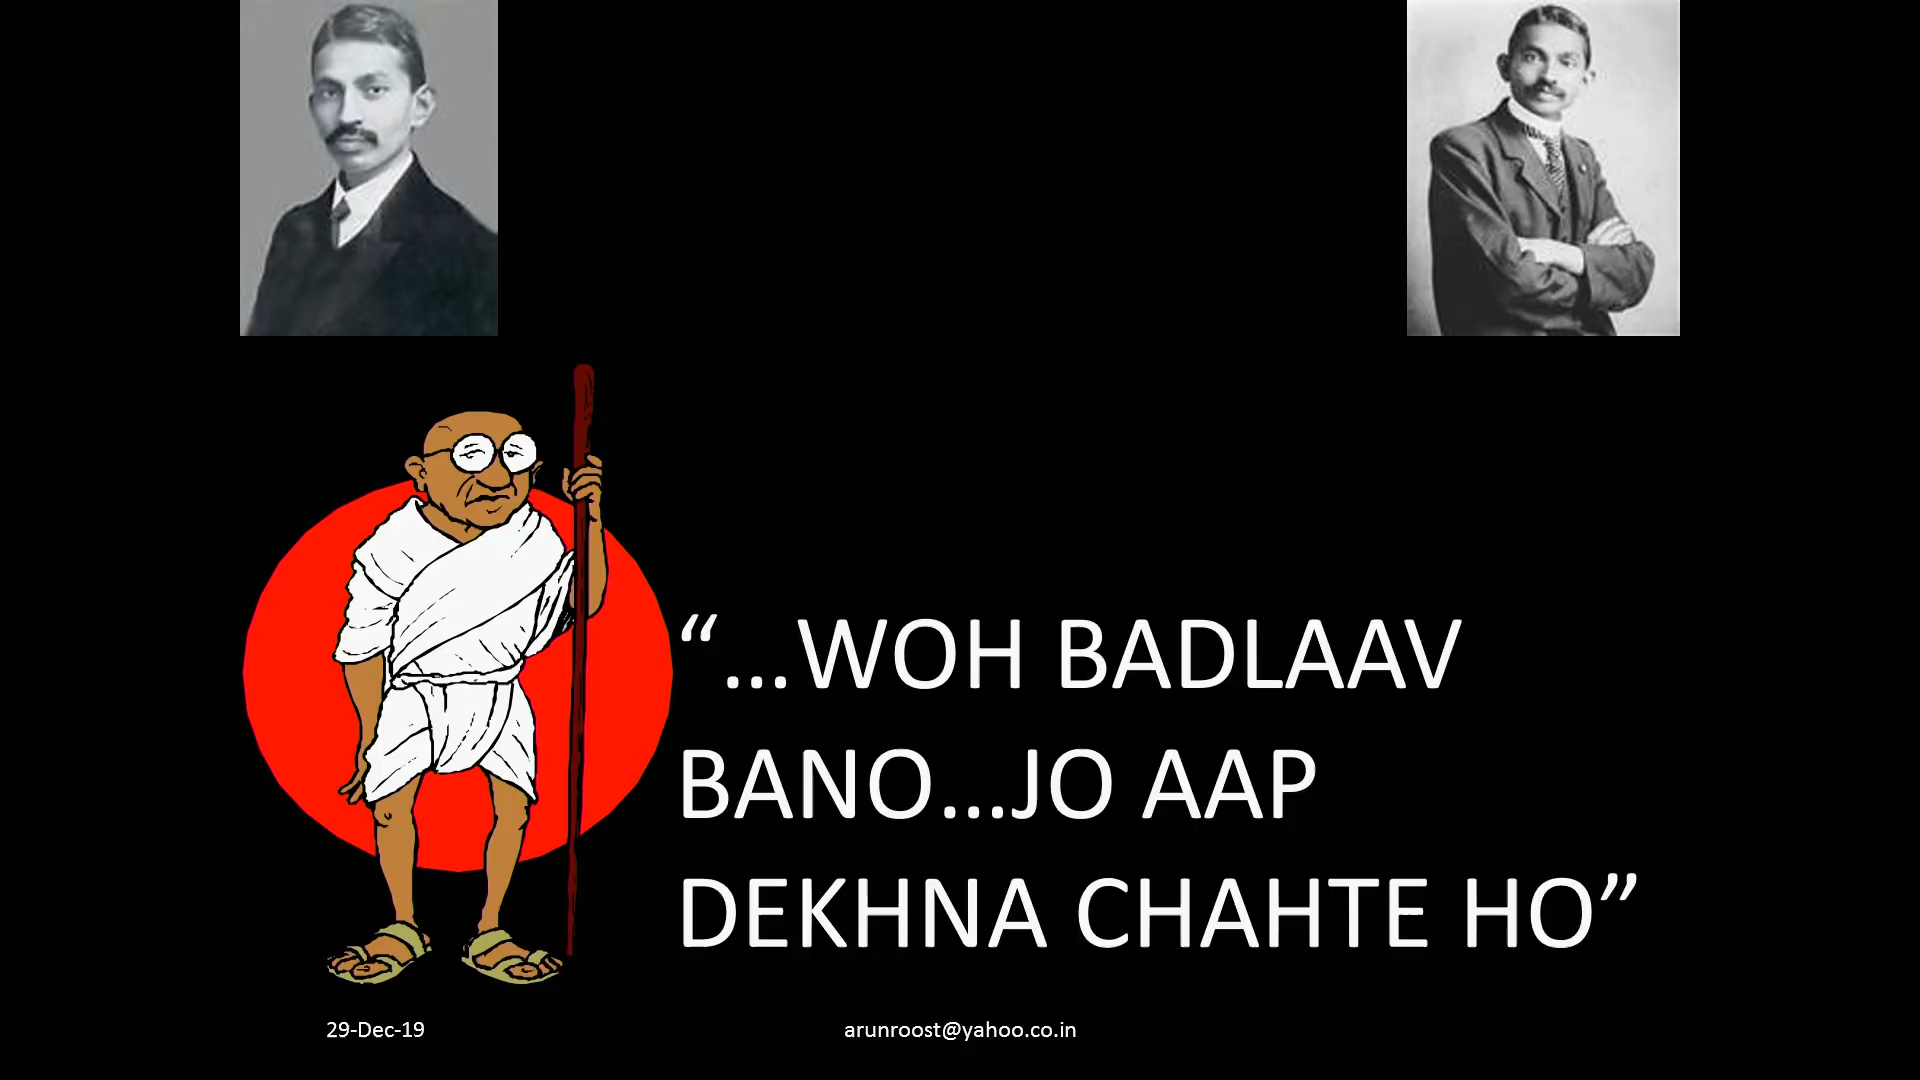 “...WOH BADLAAV
BANO...JO AAP
DEKHNA CHAHTE HO”
29-Dec-19
arunroost@yahoo.co.in